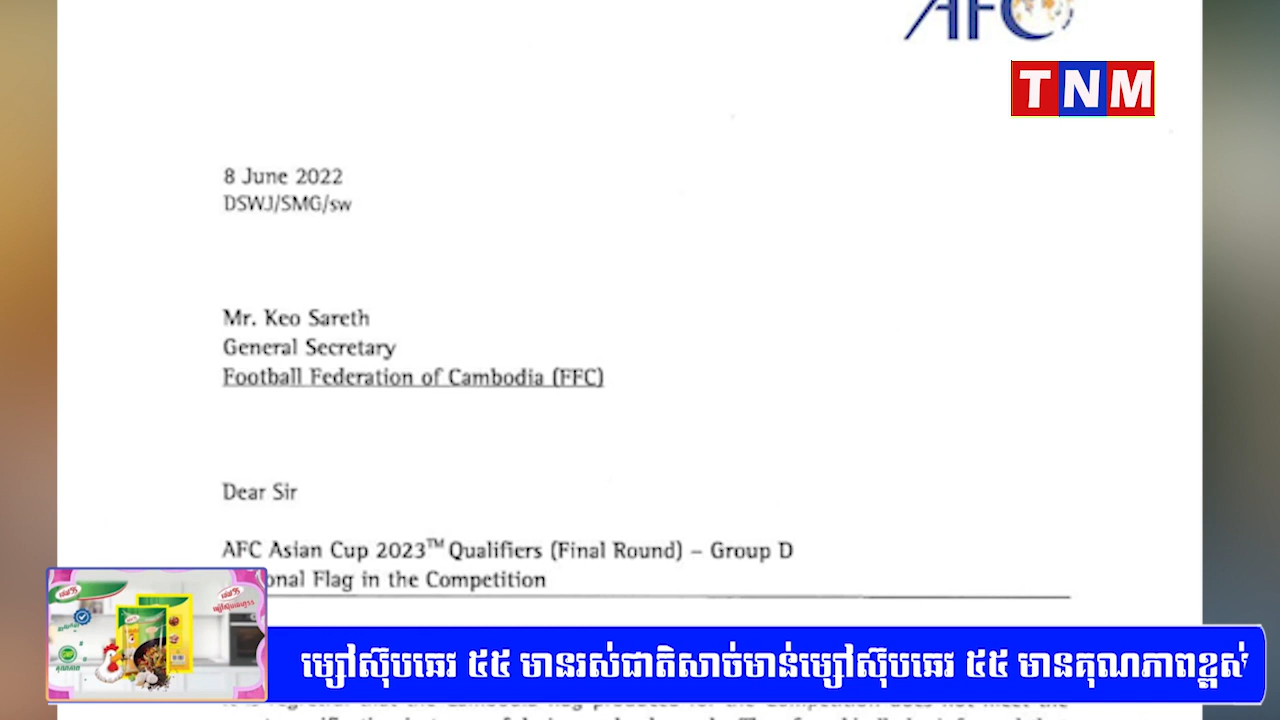 AFC
TNM
8 June 2022
DSWJ/SMG/sw
Mr. Keo Sareth
General Secretary
Football Federation of Cambodia (FFC)
Dear Sir
AFC Asian Cup 2023™ Qualifiers (Final Round) – Group D
onal Flag in the Competition
ម្សៅស៊ុបឆេវ ៥៥ មានរស់ជាតិសាច់មាន់ម្សៅស៊ុបឆេវ ៥៥ មានគុណភាពខ្ពស់